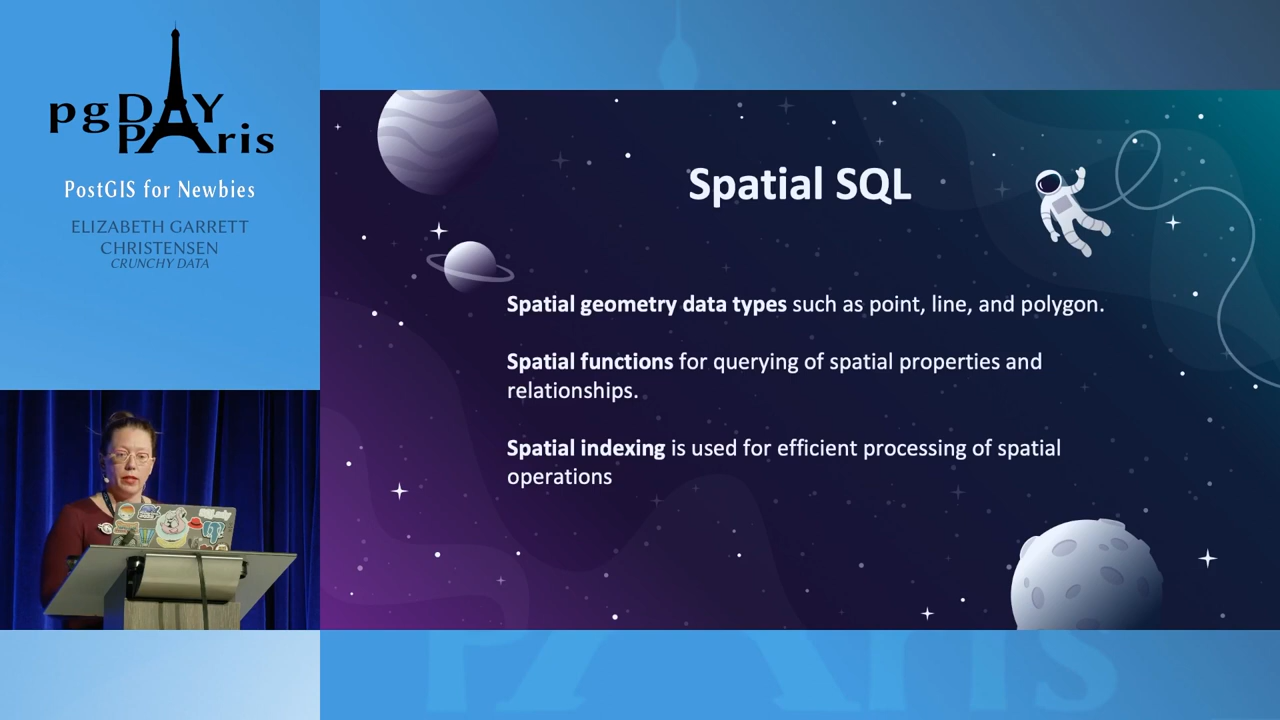 pgDAY
PAris
PostGIS for Newbies
ELIZABETH GARRETT
CHRISTENSEN
CRUNCHY DATA
Spatial SQL
Spatial geometry data types such as point, line, and polygon.
Spatial functions for querying of spatial properties and
relationships.
Spatial indexing is used for efficient processing of spatial
operations